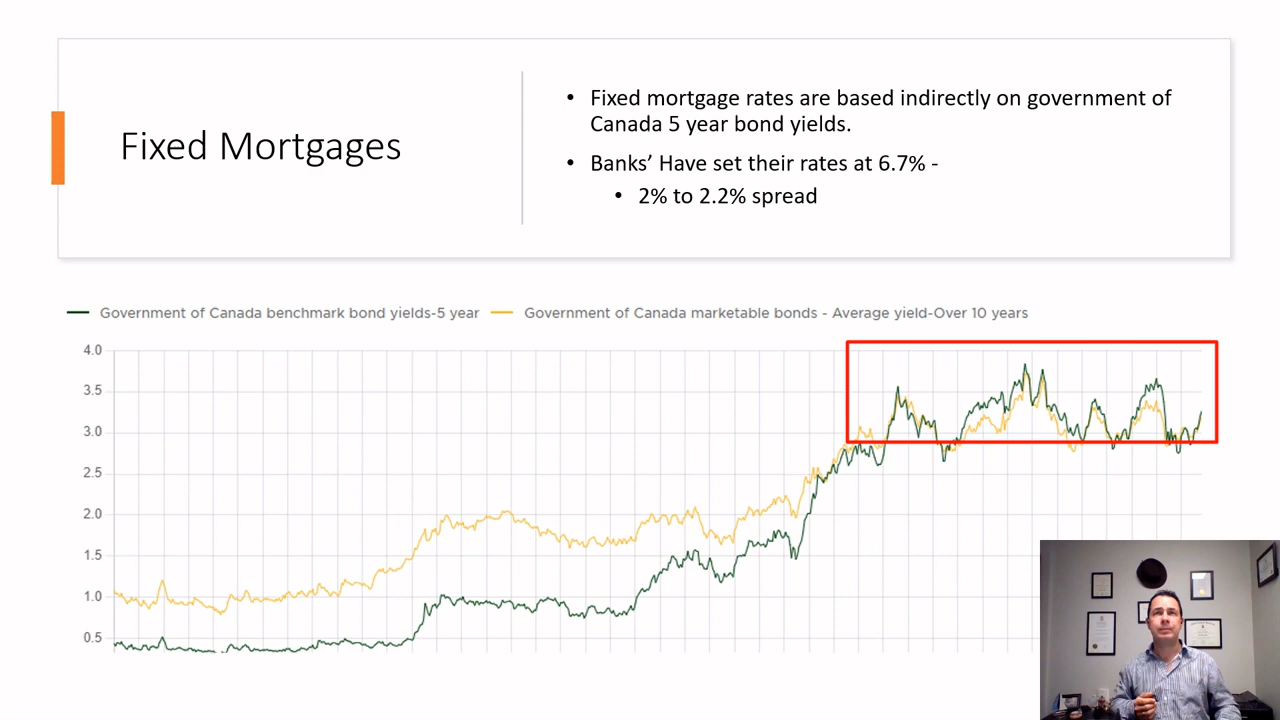 Fixed Mortgages
• Fixed mortgage rates are based indirectly on government of
Canada 5 year bond yields.
• Banks’ Have set their rates at 6.7% -
• 2% to 2.2% spread
Government of Canada benchmark bond yields-5 year
Government of Canada marketable bonds - Average yield-Over 10 years
4.0
3.5
3.0
2.5
2.0
1.5
1.0
0.5